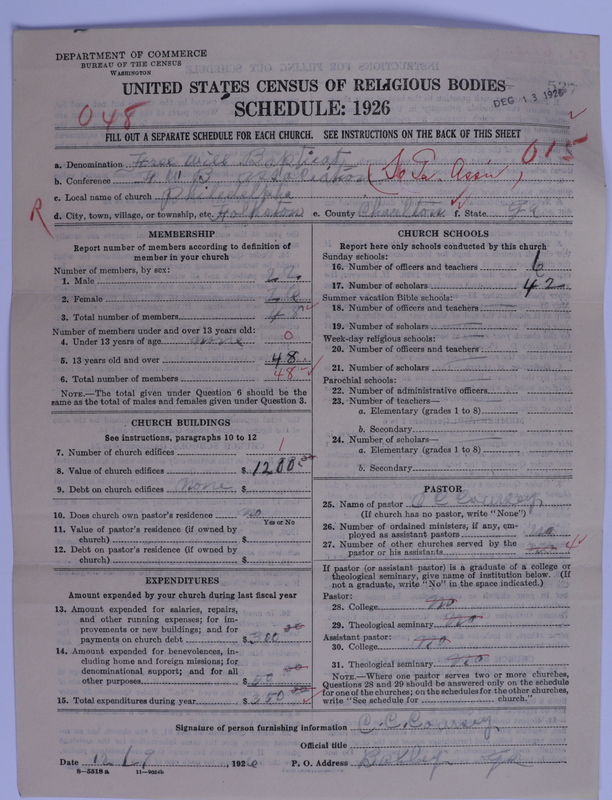 DEPARTMENT OF COMMERCE
BUREAU OF THE CENSUS
WASHINGTON
UNITED STATES CENSUS OF RELIGIOUS BODIES
DEC 13 1926
SCHEDULE: 1926
048
FILL OUT A SEPARATE SCHEDULE FOR EACH CHURCH. SEE INSTRUCTIONS ON THE BACK OF THIS SHEET
015
a. Denomination Free Will Baptist
b. Conference F. W. B. Association (So Ga. Assn)
c. Local name of church Philadelphia
R
d. City, town, village, or township, etc. e. County Charlton f. State Ga
MEMBERSHIP
Report number of members according to definition of member in your church
Number of members, by sex:
1. Male 22
2. Female 26
3. Total number of members 48
Number of members under and over 13 years old:
4. Under 13 years of age none 0
5. 13 years old and over 48
6. Total number of members 48
NOTE.—The total given under Question 6 should be the same as the total of males and females given under Question 3.
CHURCH BUILDINGS
See instructions, paragraphs 10 to 12
7. Number of church edifices 1
8. Value of church edifices $ 1200.00
9. Debt on church edifices None $
10. Does church own pastor's residence no
Yes or No
11. Value of pastor's residence (if owned by church) $
12. Debt on pastor's residence (if owned by church) $
EXPENDITURES
Amount expended by your church during last fiscal year
13. Amount expended for salaries, repairs, and other running expenses; for improvements or new buildings; and for payments on church debt $ 300 00
14. Amount expended for benevolences, including home and foreign missions; for denominational support; and for all other purposes $ 50 00
15. Total expenditures during year $ 350 00
CHURCH SCHOOLS
Report here only schools conducted by this church
Sunday schools:
16. Number of officers and teachers 6
17. Number of scholars 42
Summer vacation Bible schools:
18. Number of officers and teachers
19. Number of scholars
Week-day religious schools:
20. Number of officers and teachers
21. Number of scholars
Parochial schools:
22. Number of administrative officers
23. Number of teachers—
a. Elementary (grades 1 to 8)
b. Secondary
24. Number of scholars—
a. Elementary (grades 1 to 8)
b. Secondary
PASTOR
25. Name of pastor C C Coursey
(If church has no pastor, write "None")
26. Number of ordained ministers, if any, employed as assistant pastors no
27. Number of other churches served by the pastor or his assistants
If pastor (or assistant pastor) is a graduate of a college or theological seminary, give name of institution below. (If not a graduate, write "No" in the space indicated.)
Pastor:
28. College No
29. Theological seminary No
Assistant pastor:
30. College No
31. Theological seminary No
NOTE.—Where one pastor serves two or more churches, Questions 28 and 29 should be answered only on the schedule for one of the churches; on the schedules for the other churches, write "See schedule for ............ church."
Signature of person furnishing information C. C. Coursey
Official title
Date 12/9, 1926 P. O. Address Ga
8—5518 a 11—9054b